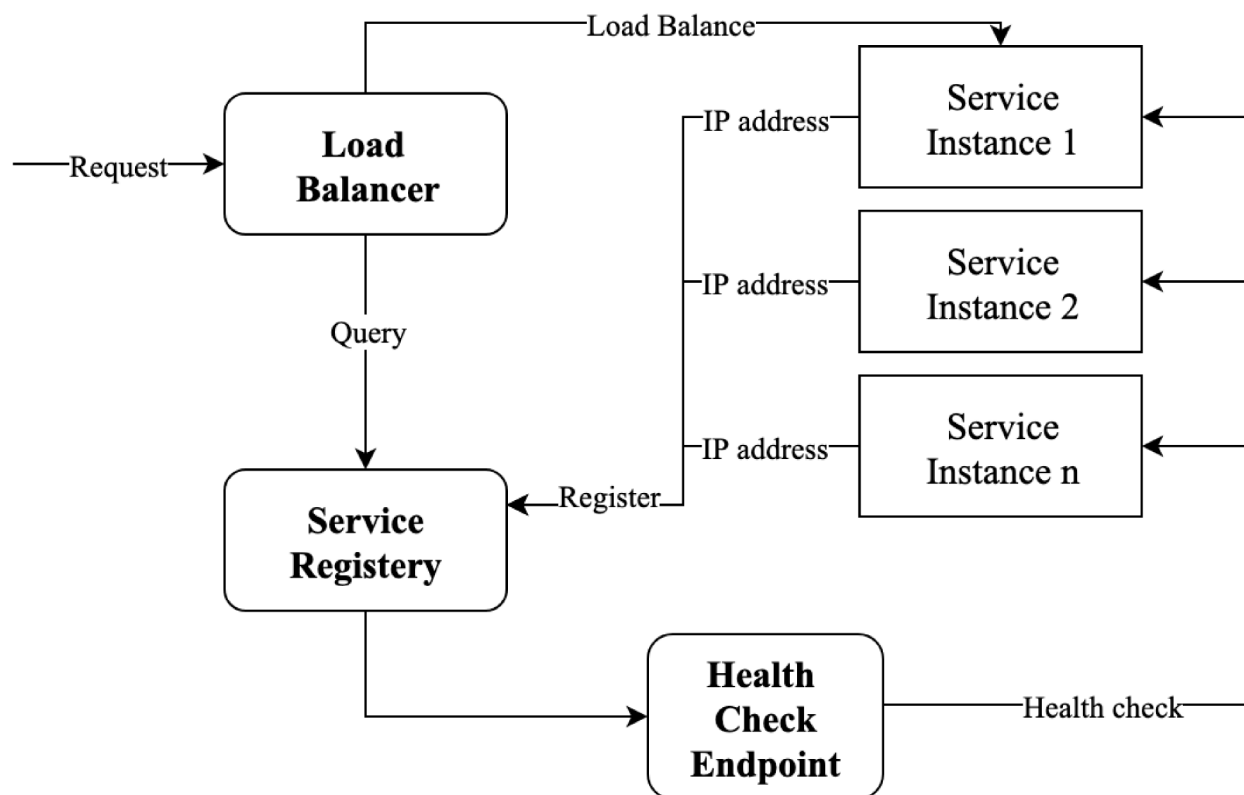 Load Balance
Service
Instance 1
IP address
Load
Balancer
Request
Service
Instance 2
IP address
Query
Service
Instance n
IP address
Register
Service
Registery
Health
Check
Endpoint
Health check